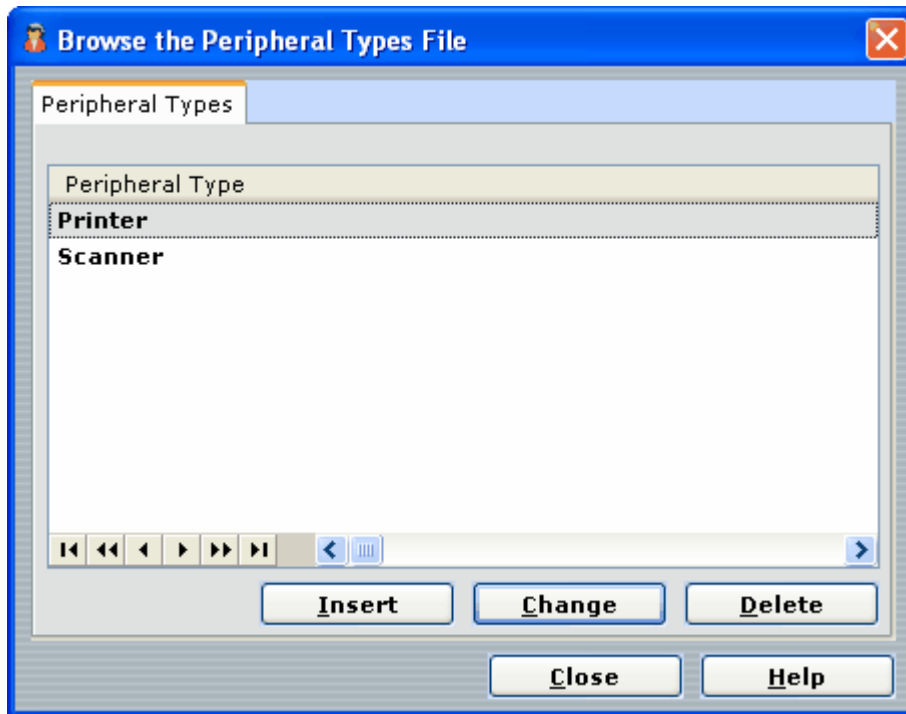 Browse the Peripheral Types File
Peripheral Types
Peripheral Type
Printer
Scanner
Insert Change Delete
Close Help